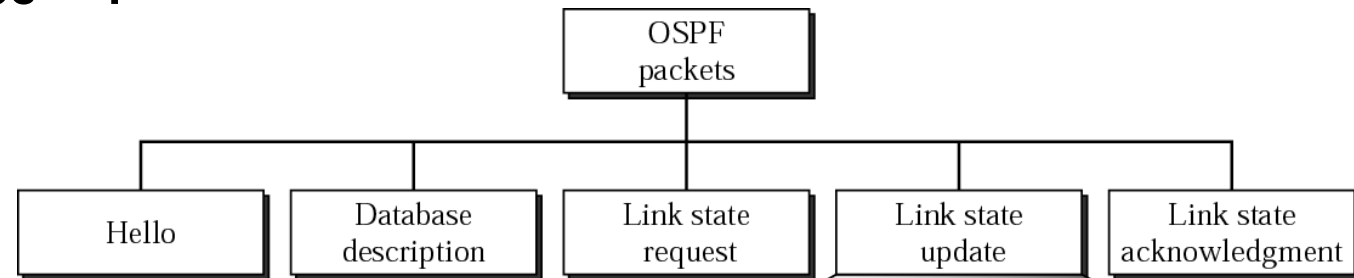 OSPF
packets
Hello
Database
description
Link state
request
Link state
update
Link state
acknowledgment